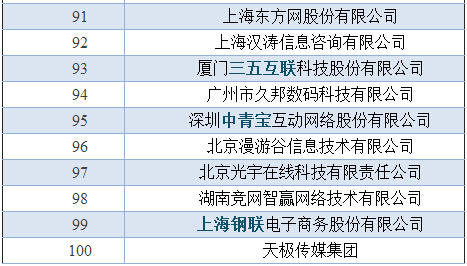 91 上海东方网股份有限公司
92 上海汉涛信息咨询有限公司
93 厦门三五互联科技股份有限公司
94 广州市久邦数码科技有限公司
95 深圳中青宝互动网络股份有限公司
96 北京漫游谷信息技术有限公司
97 北京光宇在线科技有限责任公司
98 湖南竞网智赢网络技术有限公司
99 上海钢联电子商务股份有限公司
100 天极传媒集团